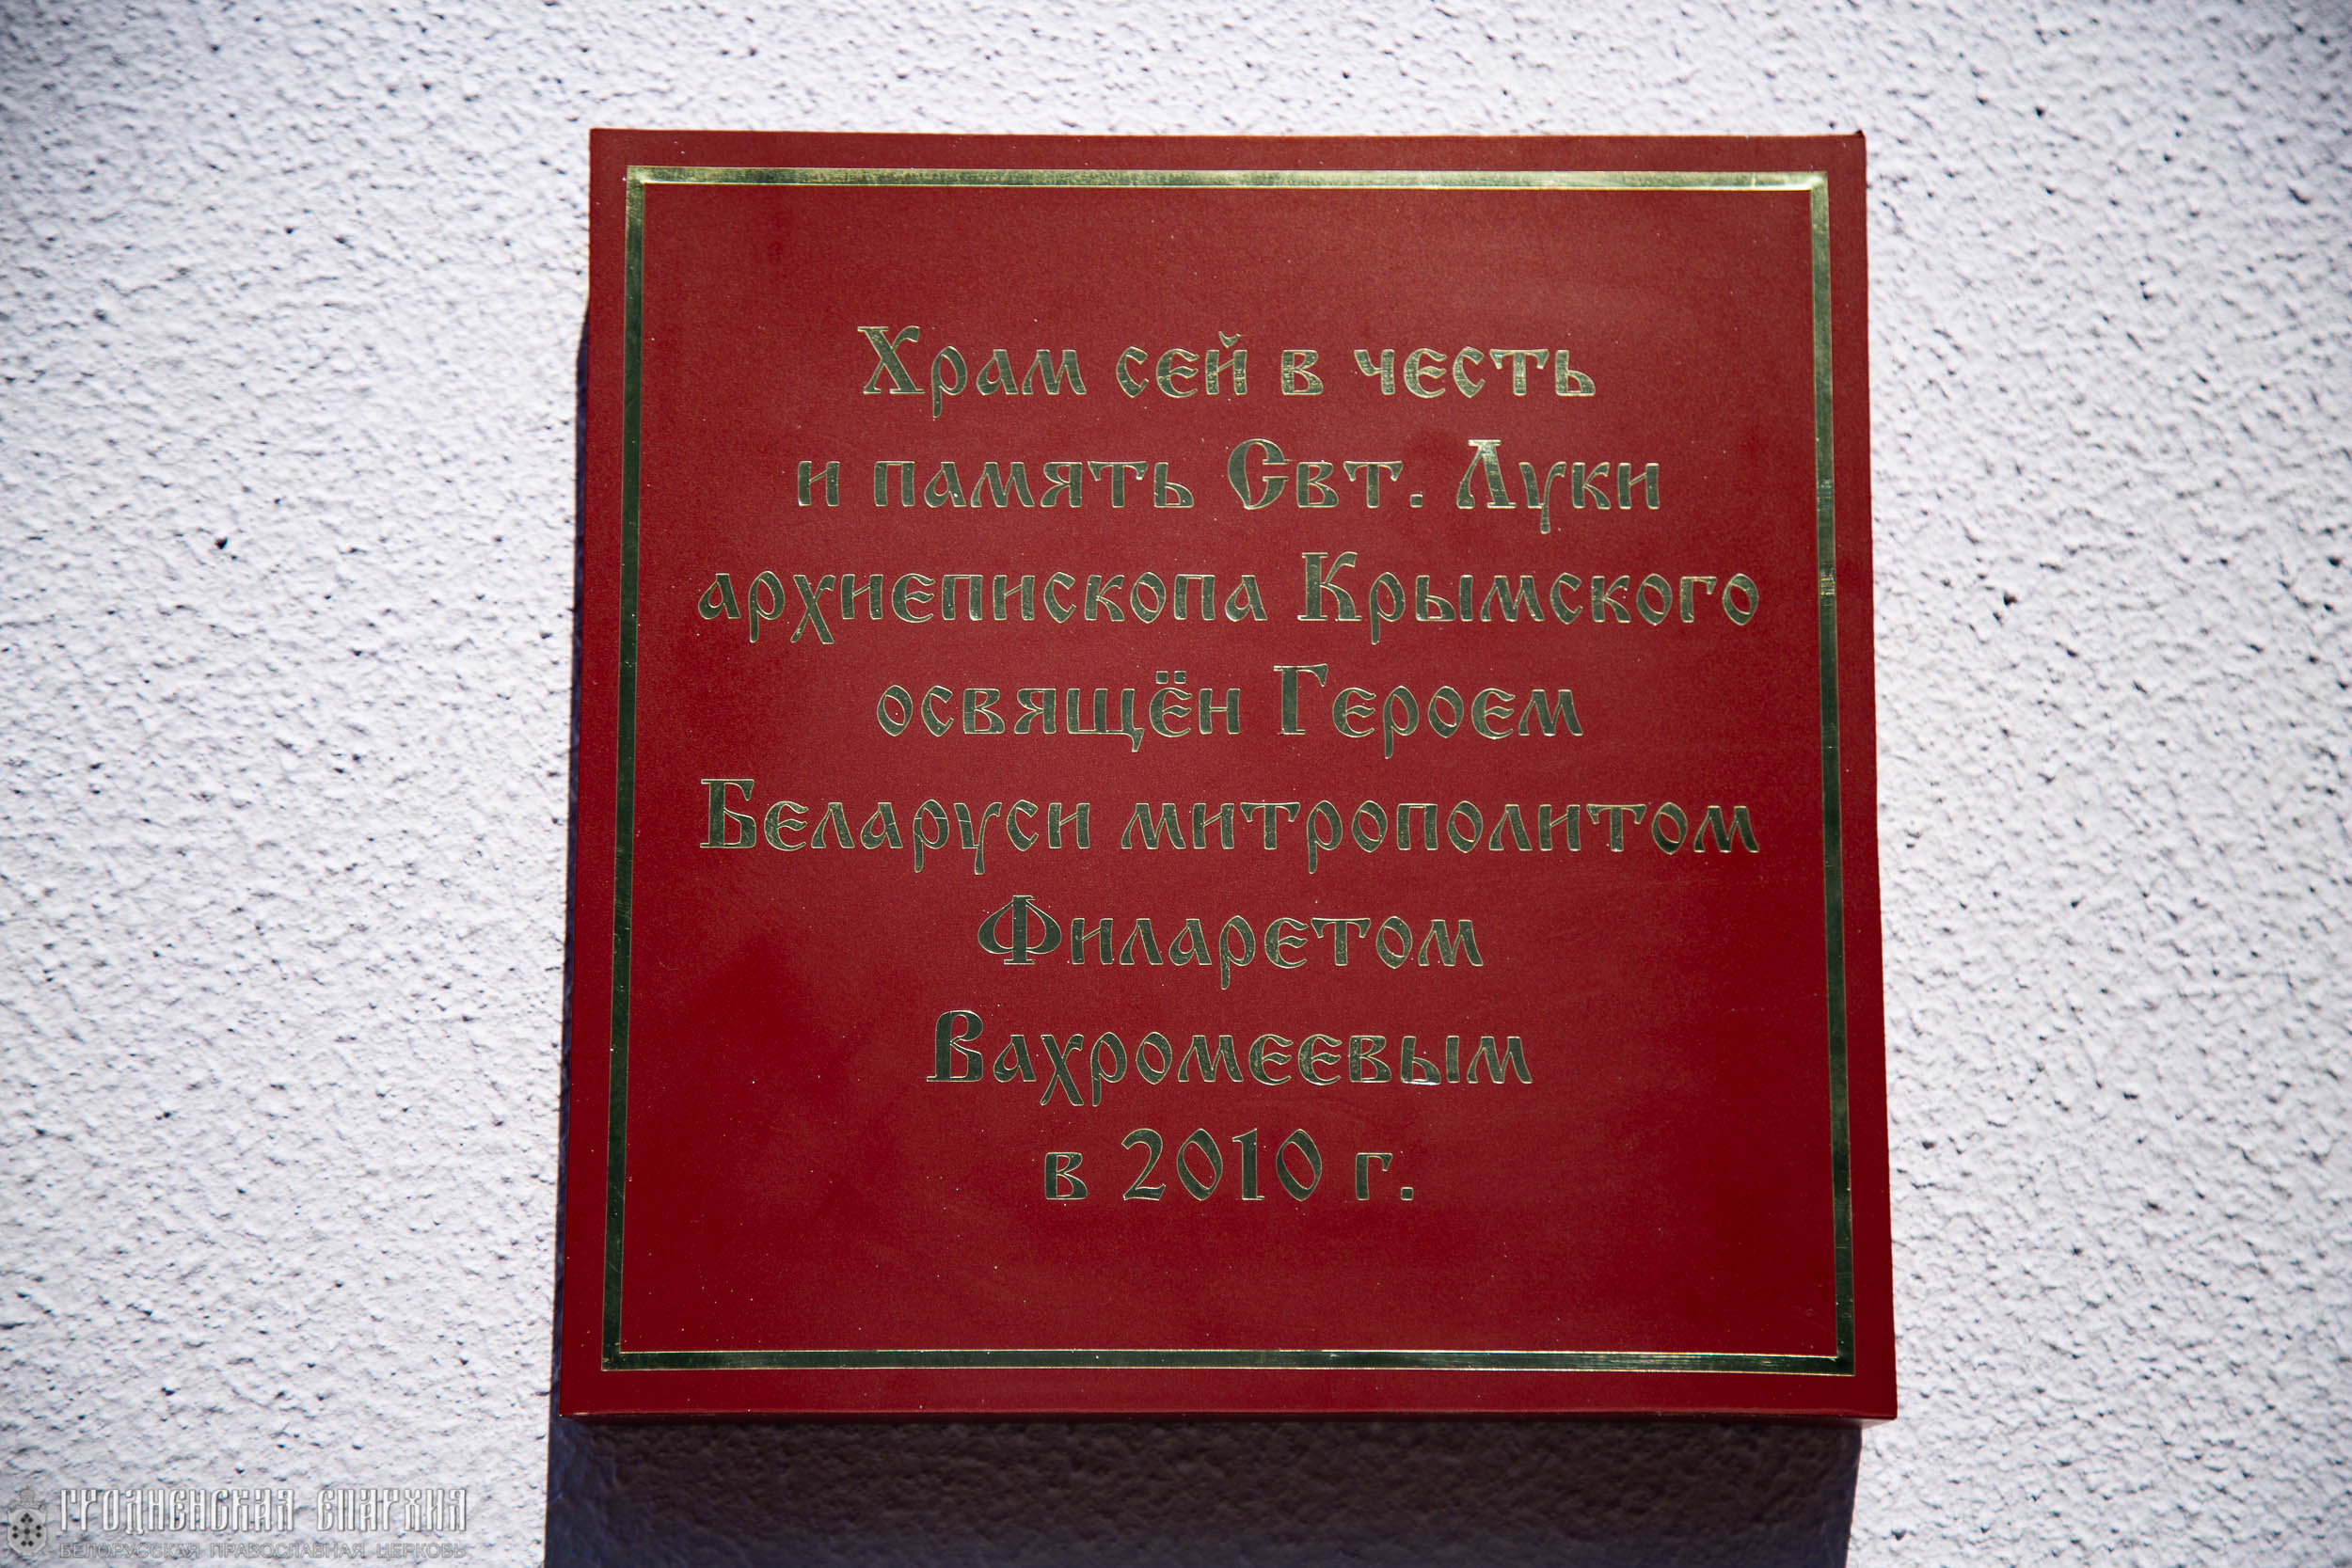 Храм сей в честь
и память Свт. Луки
архиепископа Крымского
освящён Героем
Беларуси митрополитом
Филаретом
Вахромеевым
в 2010 г.
ГРОДНЕНСКАЯ ЕПАРХИЯ
БЕЛОРУССКАЯ ПРАВОСЛАВНАЯ ЦЕРКОВЬ